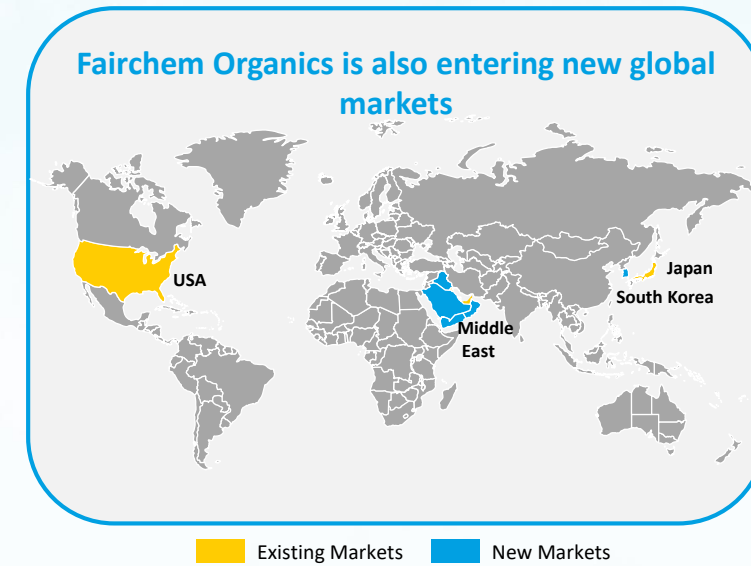 Fairchem Organics is also entering new global
markets
USA
Japan
South Korea
Middle
East
Existing Markets
New Markets